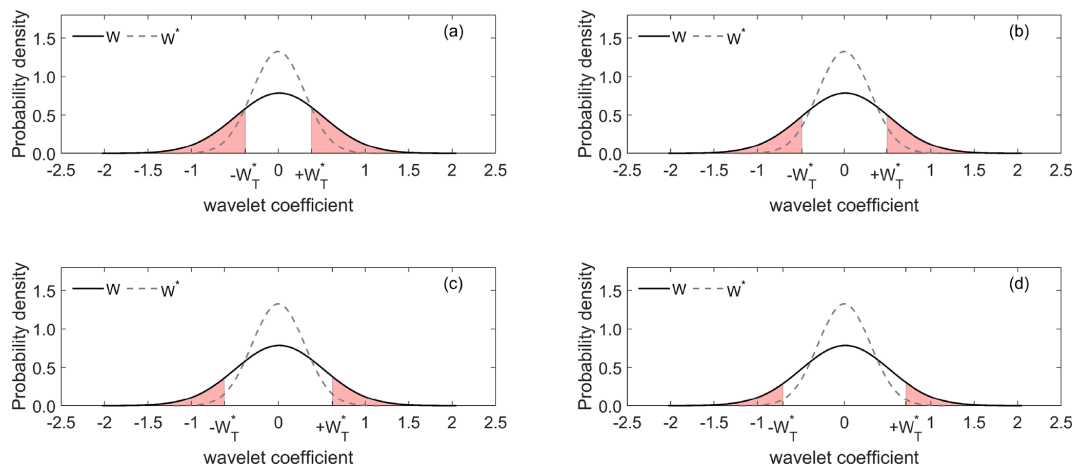 Probability density
1.5
1.0
0.5
0.0
W W*
(a)
-2.5 -2 -1.5 -1 -W*T 0 +W*T 1 1.5 2 2.5
wavelet coefficient
Probability density
1.5
1.0
0.5
0.0
W W*
(b)
-2.5 -2 -1.5 -1 -W*T 0 +W*T 1 1.5 2 2.5
wavelet coefficient
Probability density
1.5
1.0
0.5
0.0
W W*
(c)
-2.5 -2 -1.5 -1 -W*T 0 +W*T 1 1.5 2 2.5
wavelet coefficient
Probability density
1.5
1.0
0.5
0.0
W W*
(d)
-2.5 -2 -1.5 -1 -W*T 0 +W*T 1 1.5 2 2.5
wavelet coefficient